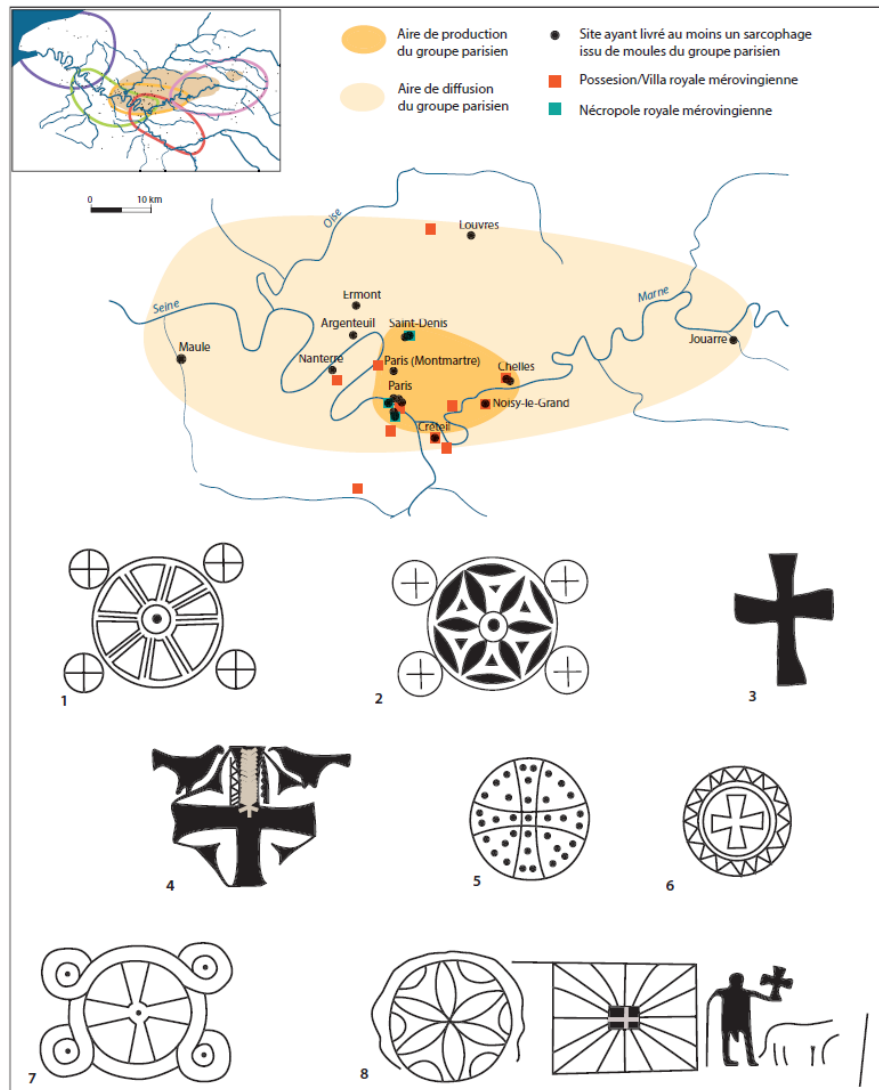 Aire de production
du groupe parisien
Aire de diffusion
du groupe parisien
Site ayant livré au moins un sarcophage
issu de moules du groupe parisien
Possesion/Villa royale mérovingienne
Nécropole royale mérovingienne
0 10 km
Oise
Louvres
Seine
Marne
Ermont
Argenteuil
Saint-Denis
Jouarre
Maule
Nanterre
Paris (Montmartre)
Chelles
Paris
Noisy-le-Grand
Créteil
1
2
3
4
5
6
7
8